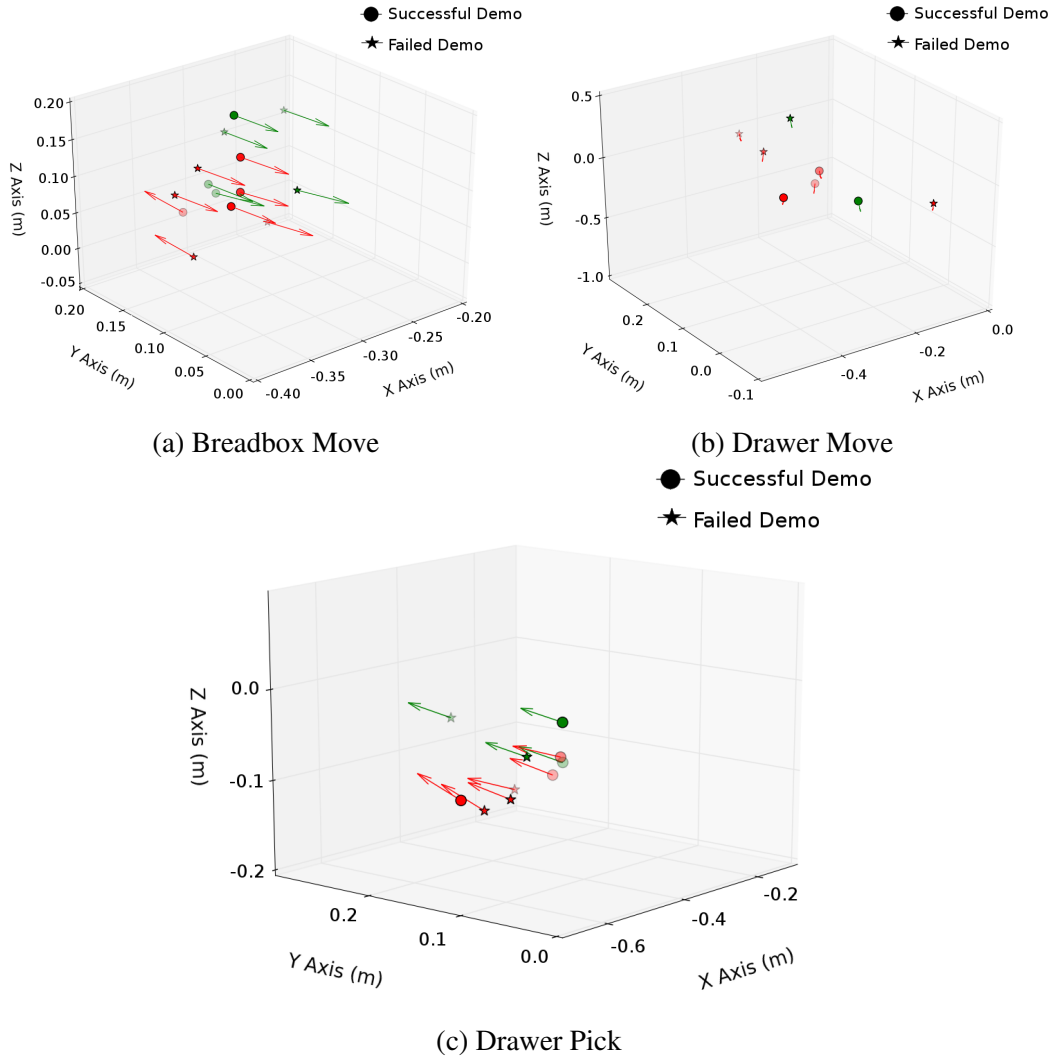 Successful Demo
Failed Demo
0.20
0.15
0.10
0.05
0.00
-0.05
Z Axis (m)
0.20
0.15
0.10
0.05
0.00
Y Axis (m)
-0.40
-0.35
-0.30
-0.25
-0.20
X Axis (m)
(a) Breadbox Move
Successful Demo
Failed Demo
0.5
0.0
-0.5
-1.0
Z Axis (m)
0.2
0.1
0.0
-0.1
Y Axis (m)
-0.4
-0.2
0.0
X Axis (m)
(b) Drawer Move
Successful Demo
Failed Demo
0.0
-0.1
-0.2
Z Axis (m)
0.2
0.1
0.0
Y Axis (m)
-0.6
-0.4
-0.2
X Axis (m)
(c) Drawer Pick